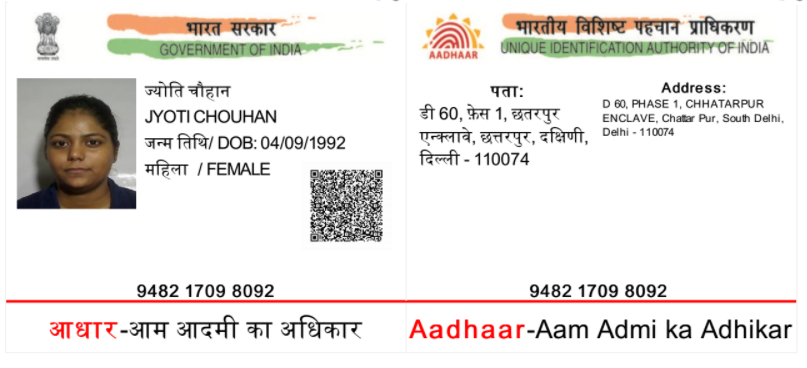 भारत सरकार
GOVERNMENT OF INDIA
ज्योति चौहान
JYOTI CHOUHAN
जन्म तिथि/ DOB: 04/09/1992
महिला / FEMALE
9482 1709 8092
आधार-आम आदमी का अधिकार
AADHAAR
भारतीय विशिष्ट पहचान प्राधिकरण
UNIQUE IDENTIFICATION AUTHORITY OF INDIA
पता:
डी 60, फ़ेस 1, छतरपुर
एन्क्लावे, छत्तरपुर, दक्षिणी,
दिल्ली - 110074
Address:
D 60, PHASE 1, CHHATARPUR
ENCLAVE, Chattar Pur, South Delhi,
Delhi - 110074
9482 1709 8092
Aadhaar-Aam Admi ka Adhikar